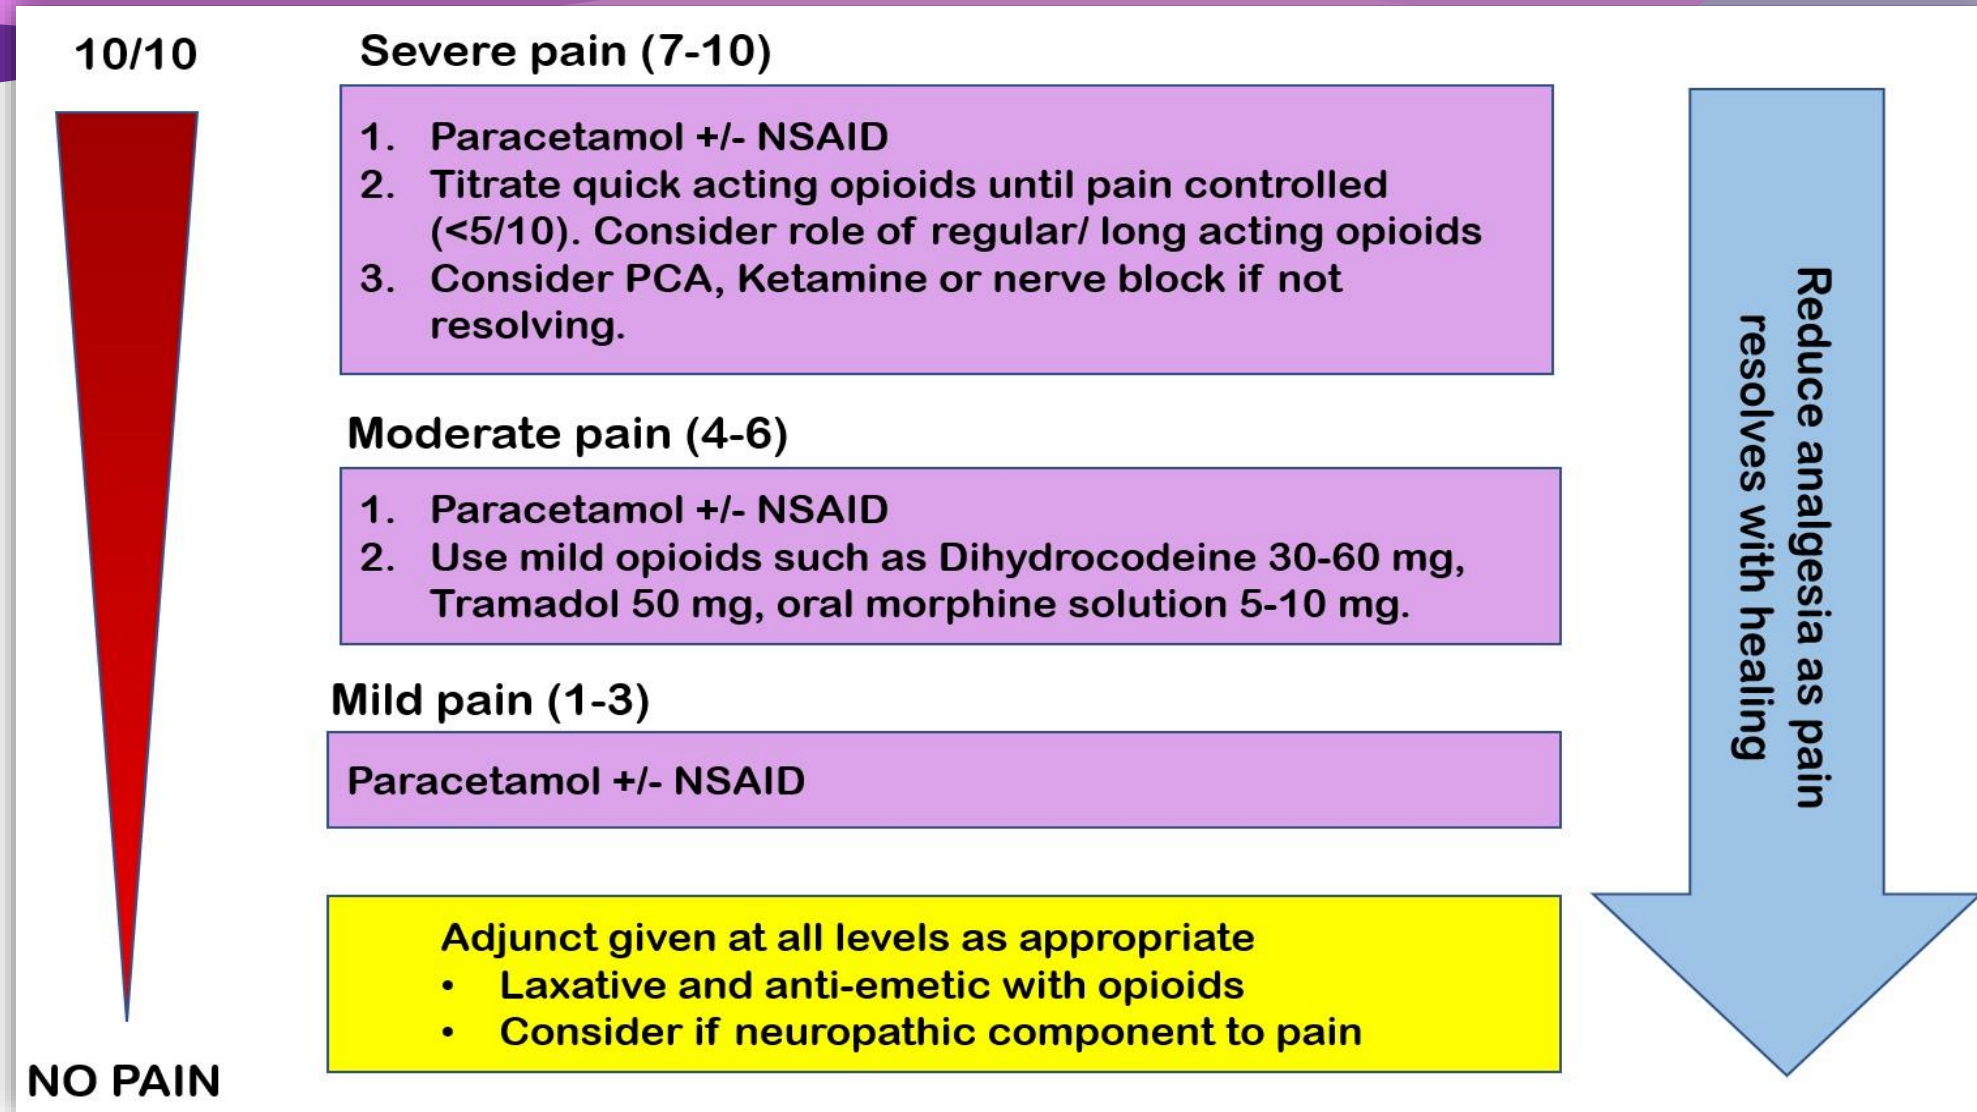 10/10
Severe pain (7-10)
1. Paracetamol +/- NSAID
2. Titrate quick acting opioids until pain controlled
(<5/10). Consider role of regular/ long acting opioids
3. Consider PCA, Ketamine or nerve block if not
resolving.
Moderate pain (4-6)
1. Paracetamol +/- NSAID
2. Use mild opioids such as Dihydrocodeine 30-60 mg,
Tramadol 50 mg, oral morphine solution 5-10 mg.
Mild pain (1-3)
Paracetamol +/- NSAID
Adjunct given at all levels as appropriate
• Laxative and anti-emetic with opioids
• Consider if neuropathic component to pain
NO PAIN
Reduce analgesia as pain
resolves with healing